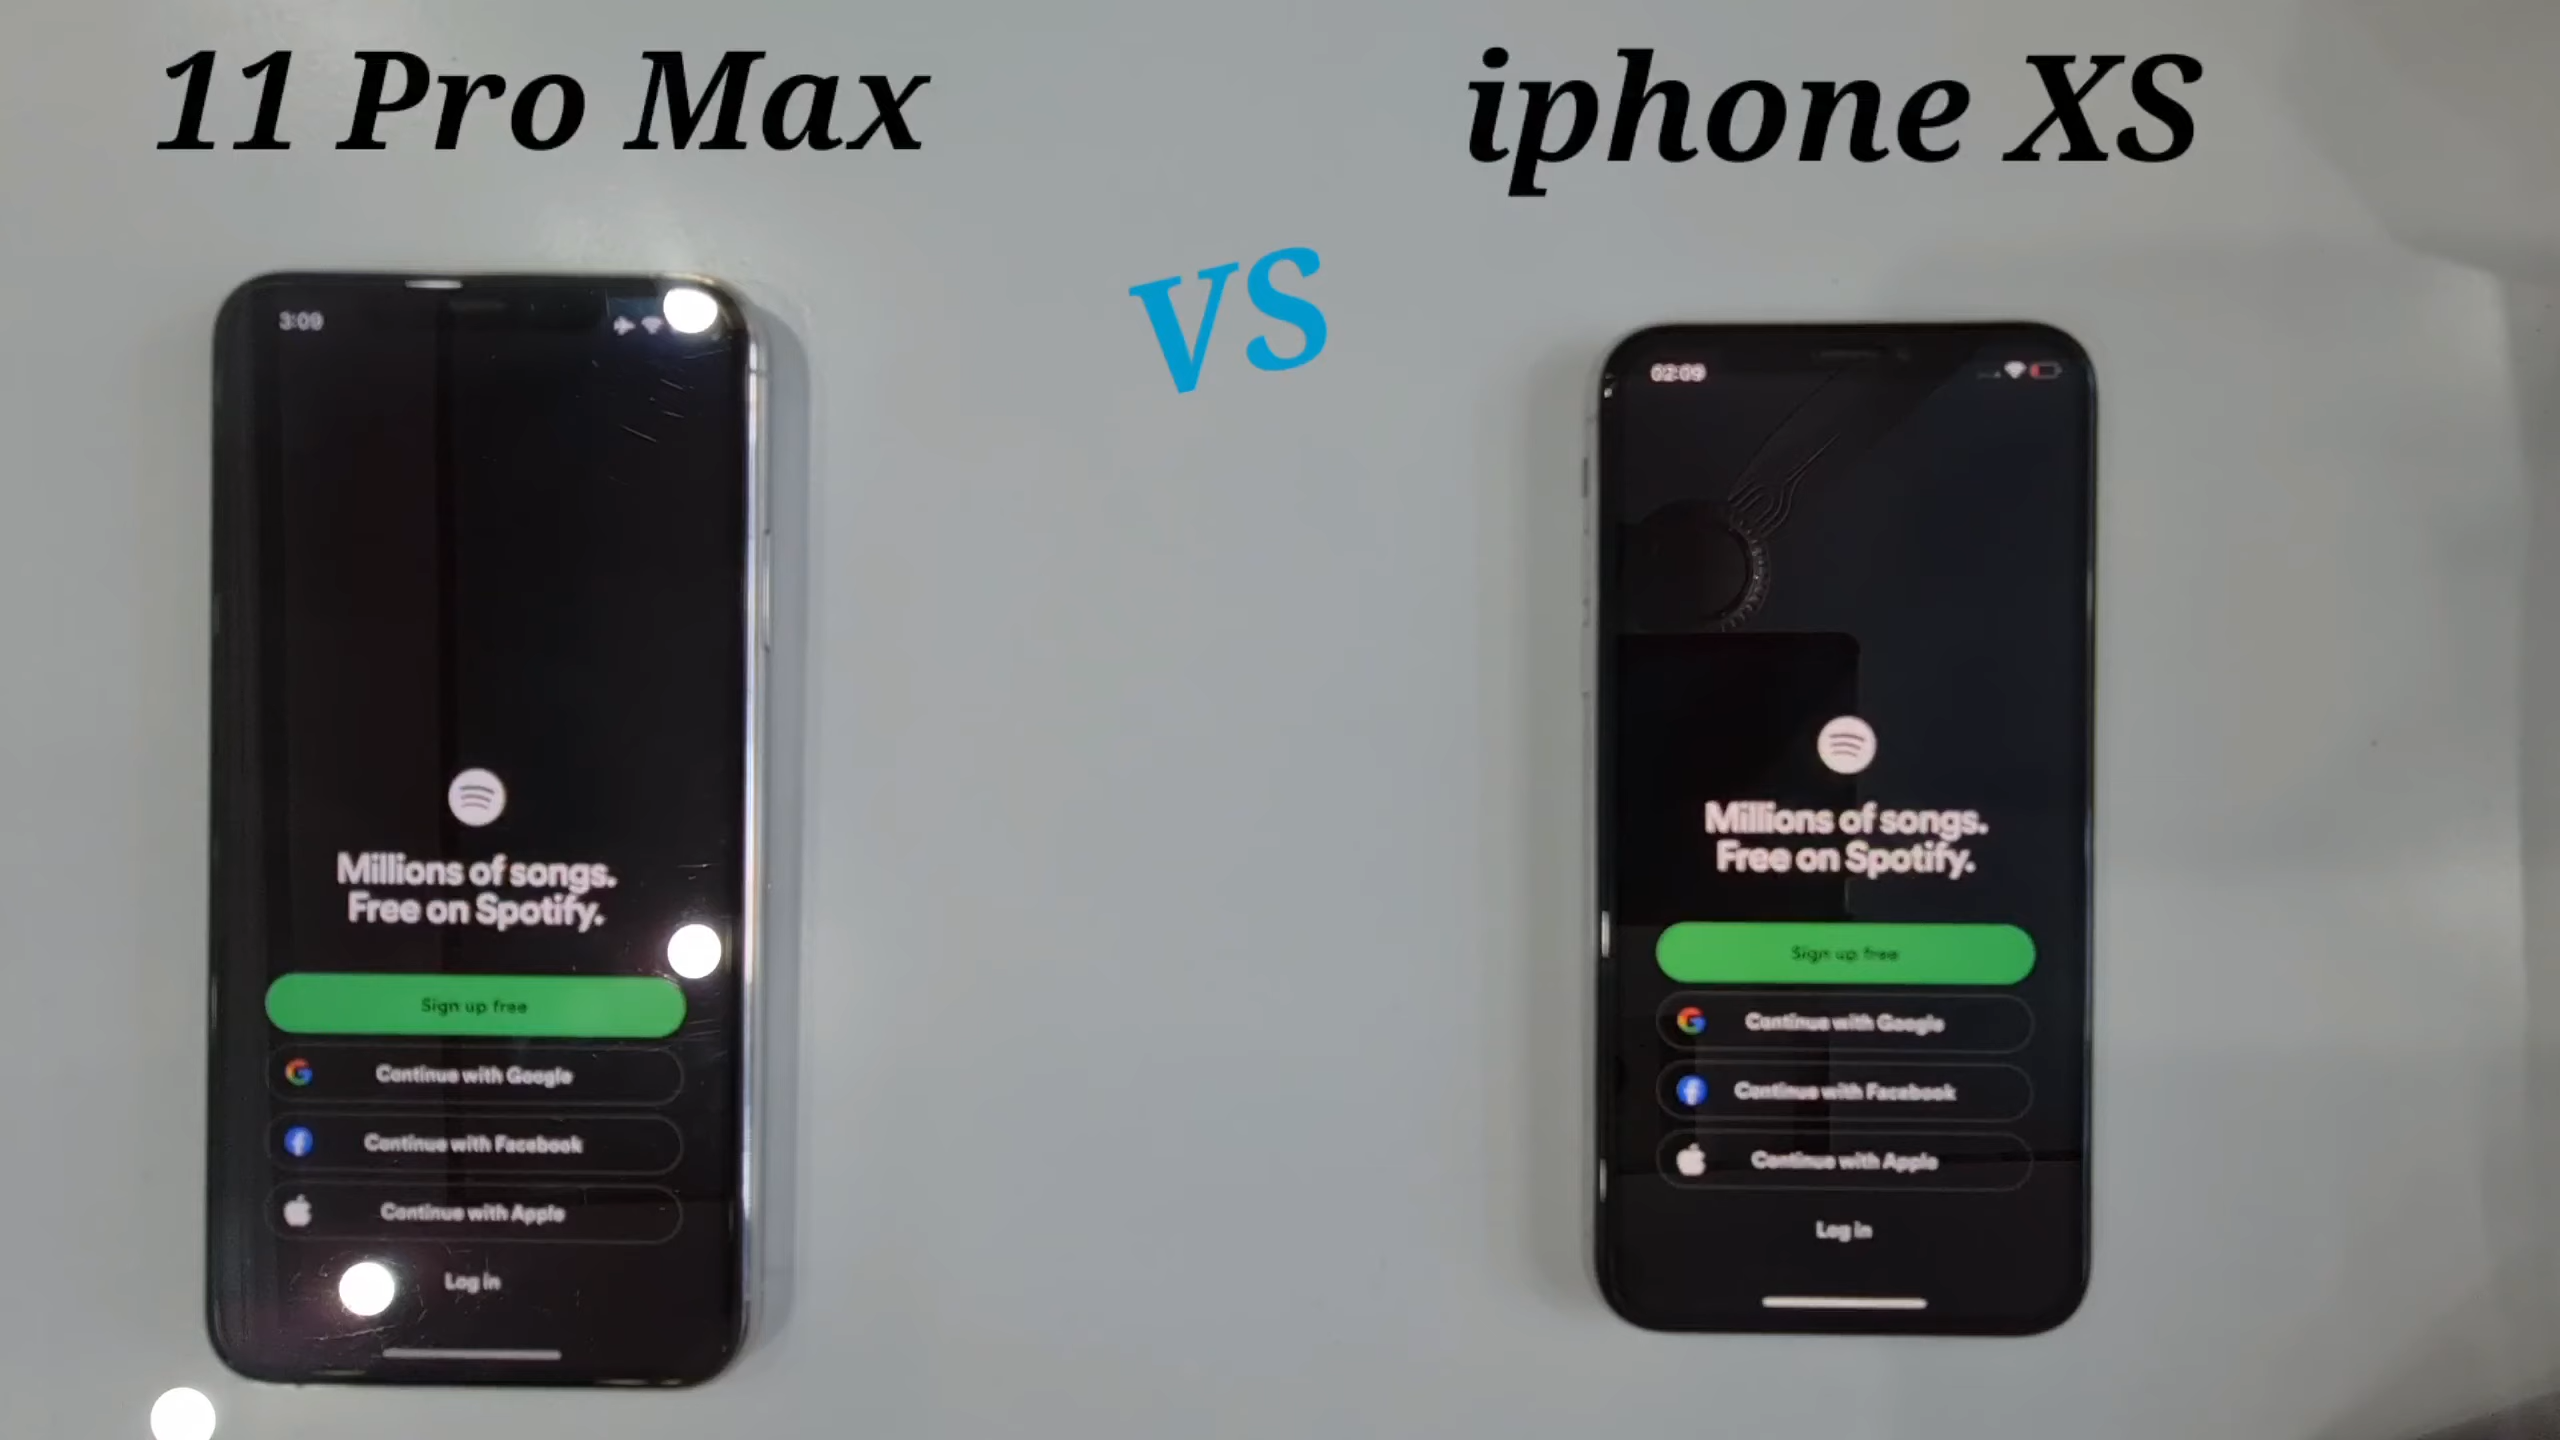 11 Pro Max
iphone XS
VS
3:09
Millions of songs.
Free on Spotify.
Sign up free
Continue with Google
Continue with Facebook
Continue with Apple
Log in
02:09
Millions of songs.
Free on Spotify.
Sign up free
Continue with Google
Continue with Facebook
Continue with Apple
Log in